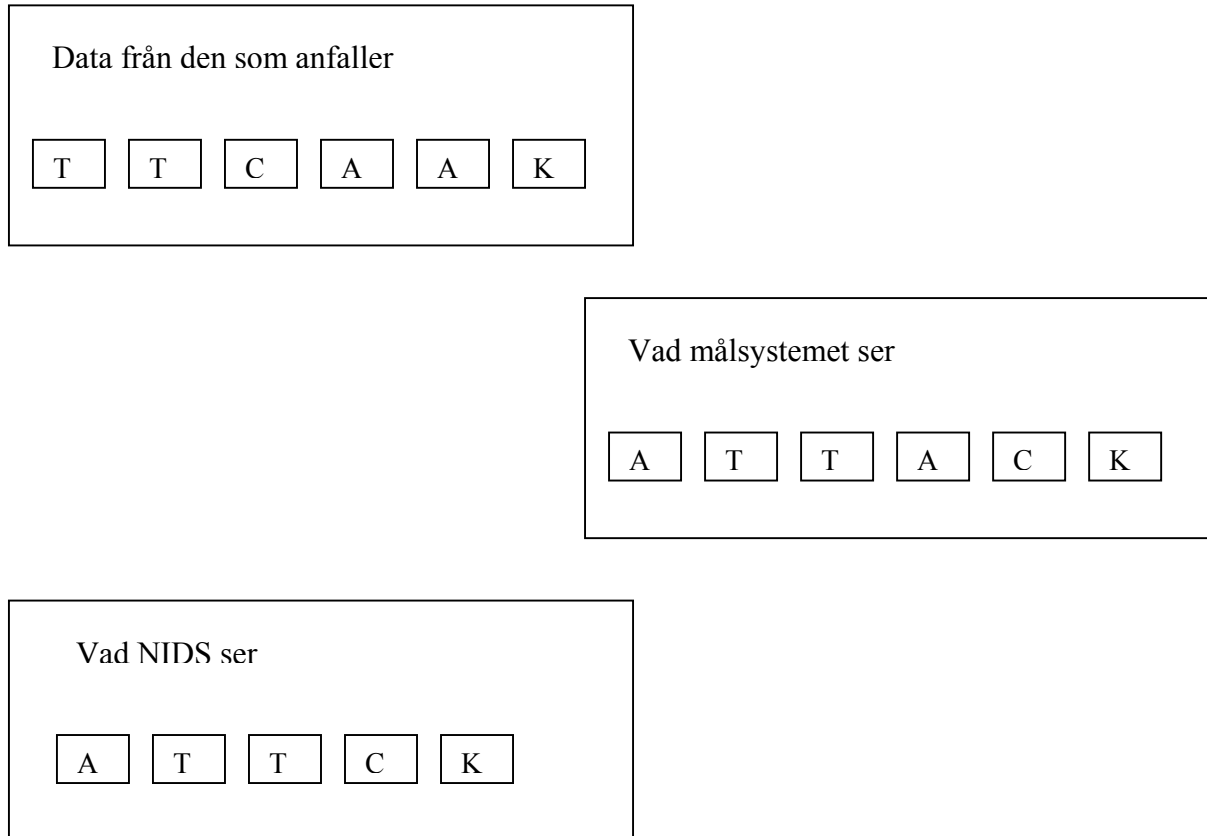 Data från den som anfaller
T T C A A K
Vad målsystemet ser
A T T A C K
Vad NIDS ser
A T T C K